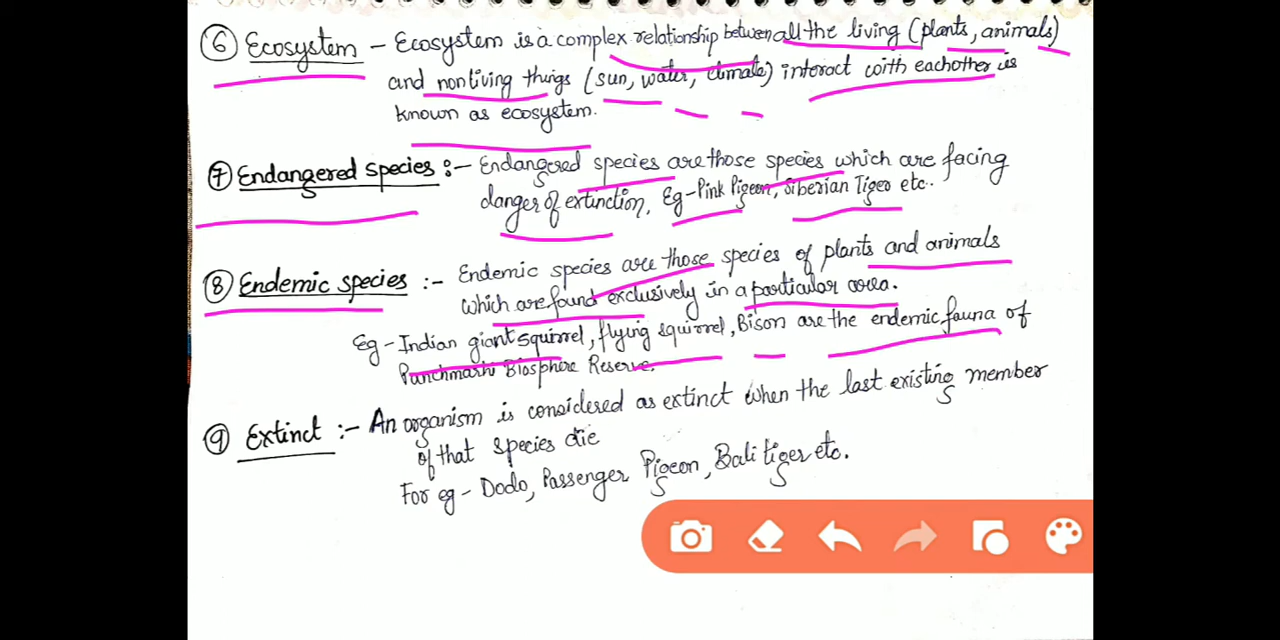 ⑥ Ecosystem - Ecosystem is a complex relationship between all the living (plants, animals)
and nonliving things (sun, water, climate) interact with eachother is
known as ecosystem.
⑦ Endangered species :- Endangered species are those species which are facing
danger of extinction, Eg - Pink Pigeon, Siberian Tiger etc.
⑧ Endemic species :- Endemic species are those species of plants and animals
which are found exclusively in a particular area.
Eg - Indian giant squirrel, flying squirrel, Bison are the endemic fauna of
Panchmarhi Biosphere Reserve.
⑨ Extinct :- An organism is considered as extinct when the last existing member
of that species die
For eg - Dodo, Passenger Pigeon, Bali tiger etc.